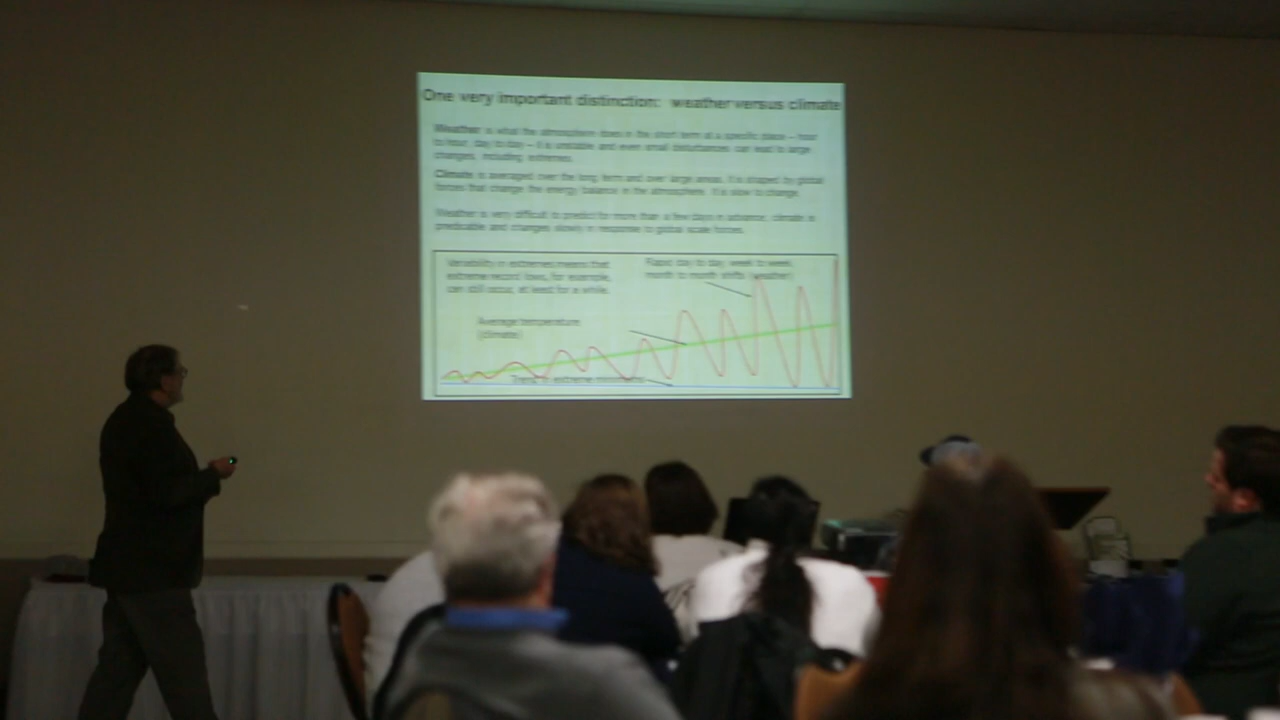 One very important distinction: weather versus climate
Weather is what the atmosphere does in the short term at a specific place – hour
to hour, day to day – it is unstable and even small disturbances can lead to large
changes, including extremes.
Climate is averaged over the long term and over large areas. It is shaped by global
forces that change the energy balance in the atmosphere. It is slow to change.
Weather is very difficult to predict for more than a few days in advance, climate is
predicable and changes slowly in response to global scale forces.
Variability in extremes means that
extreme record lows, for example,
can still occur, at least for a while.
Rapid day to day, week to week,
month to month shifts (weather)
Average temperature
(climate)
Trend in extreme minimums